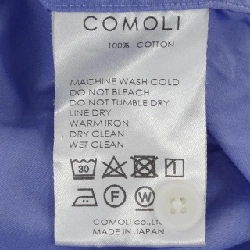 COMOLI
100% COTTON
MACHINE WASH COLD
DO NOT BLEACH
DO NOT TUMBLE DRY
LINE DRY
WARM IRON
DRY CLEAN
WET CLEAN
30
F W
COMOLI co.,Ltd.
MADE IN JAPAN